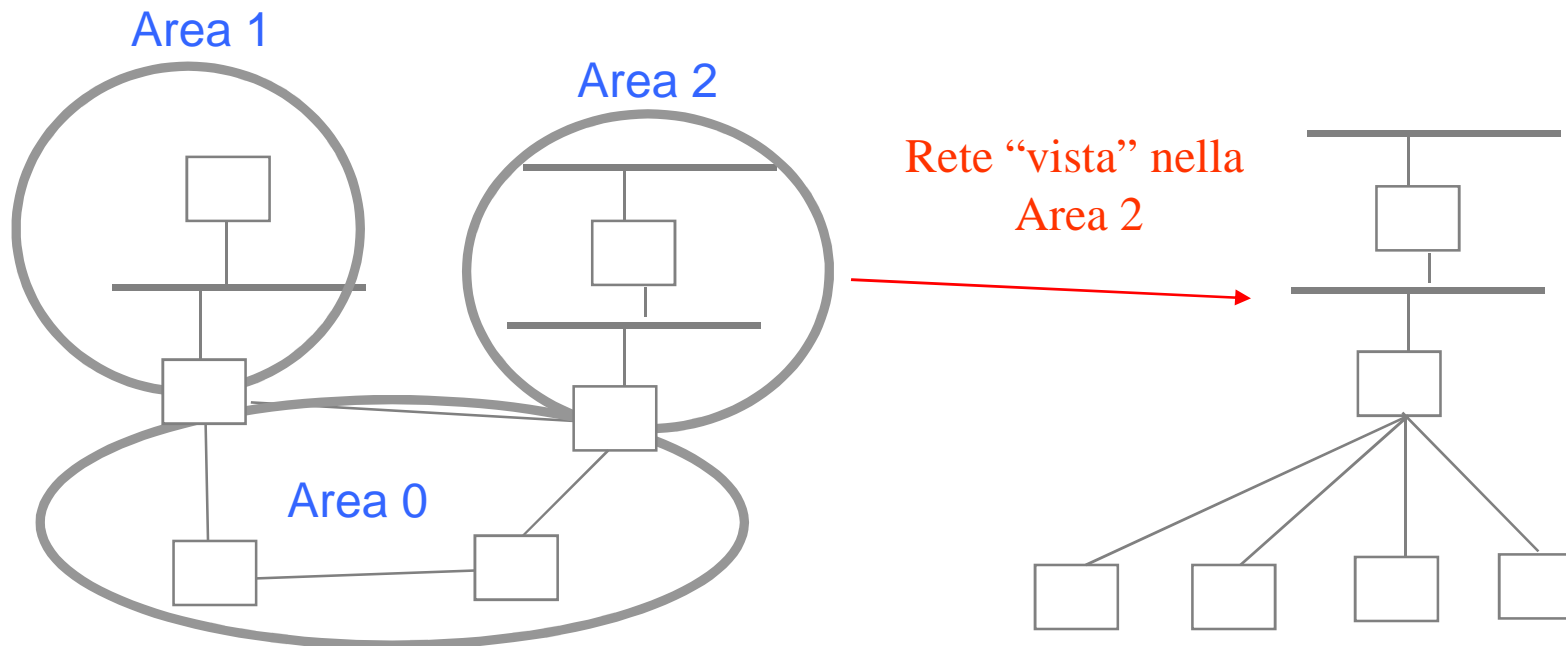 Area 1
Area 2
Rete “vista” nella
Area 2
Area 0